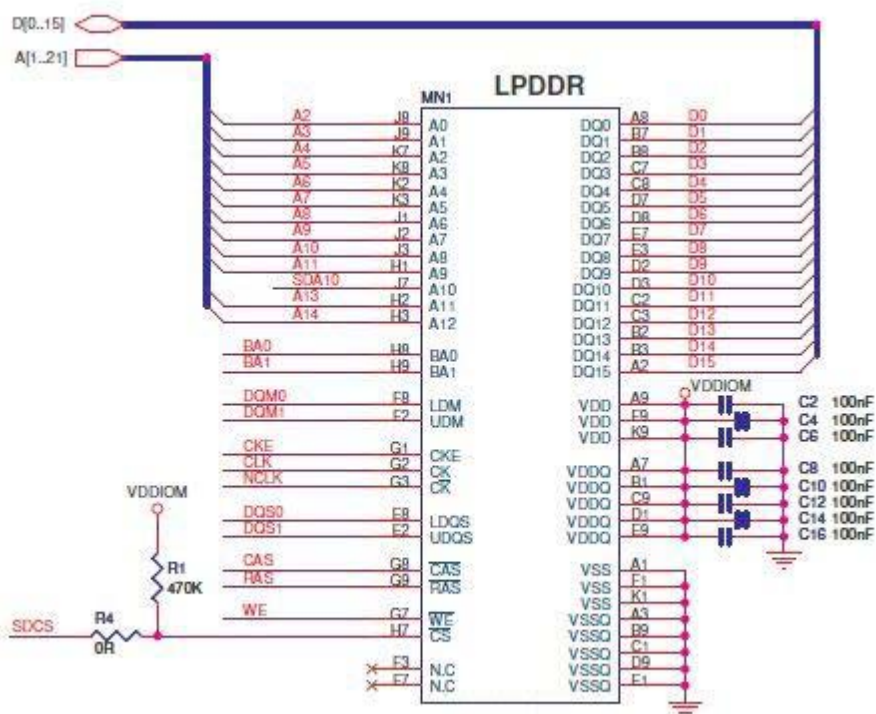 D[0..15]
A[1..21]
LPDDR
MN1
A2 J8 A0 DQ0 A8 D0
A3 J9 A1 DQ1 B7 D1
A4 K7 A2 DQ2 B8 D2
A5 K8 A3 DQ3 C7 D3
A6 K2 A4 DQ4 C8 D4
A7 K3 A5 DQ5 D7 D5
A8 J1 A6 DQ6 D8 D6
A9 J2 A7 DQ7 E7 D7
A10 J3 A8 DQ8 E3 D8
A11 H1 A9 DQ9 D2 D9
SDA10 J7 A10 DQ10 D3 D10
A13 H2 A11 DQ11 C2 D11
A14 H3 A12 DQ12 C3 D12
DQ13 B2 D13
BA0 H8 BA0 DQ14 B3 D14
BA1 H9 BA1 DQ15 A2 D15
VDDIOM
DQM0 F8 LDM VDD A9 C2 100nF
DQM1 F2 UDM VDD F9 C4 100nF
VDD K9 C6 100nF
CKE G1 CKE
CLK G2 CK VDDQ A7 C8 100nF
NCLK G3 CK VDDQ B1 C10 100nF
VDDIOM
VDDQ C9 C12 100nF
DQS0 E8 LDQS VDDQ D1 C14 100nF
DQS1 E2 UDQS VDDQ E9 C16 100nF
R1
470K
CAS G8 CAS VSS A1
RAS G9 RAS VSS F1
VSS K1
WE G7 WE VSSQ A3
SDCS R4 H7 CS VSSQ B9
0R
VSSQ C1
F3 N.C VSSQ D9
F7 N.C VSSQ E1